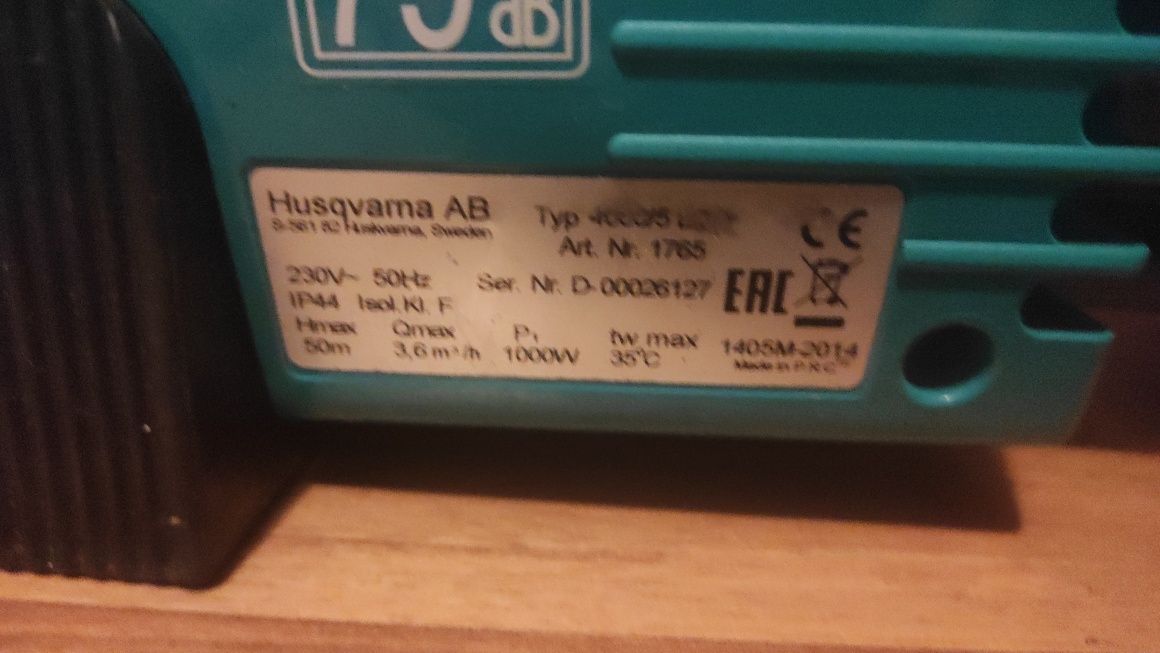 dB
Husqvarna AB
S-561 82 Huskvarna, Sweden
Typ
Art. Nr. 1765
230V~ 50Hz
Ser. Nr. D-00026127
IP44 Isol.Kl. F
Hmax Qmax P₁ tw max
50m 3,6 m³/h 1000W 35°C
1405M-2014
Made in P.R.C.
CE
EAC